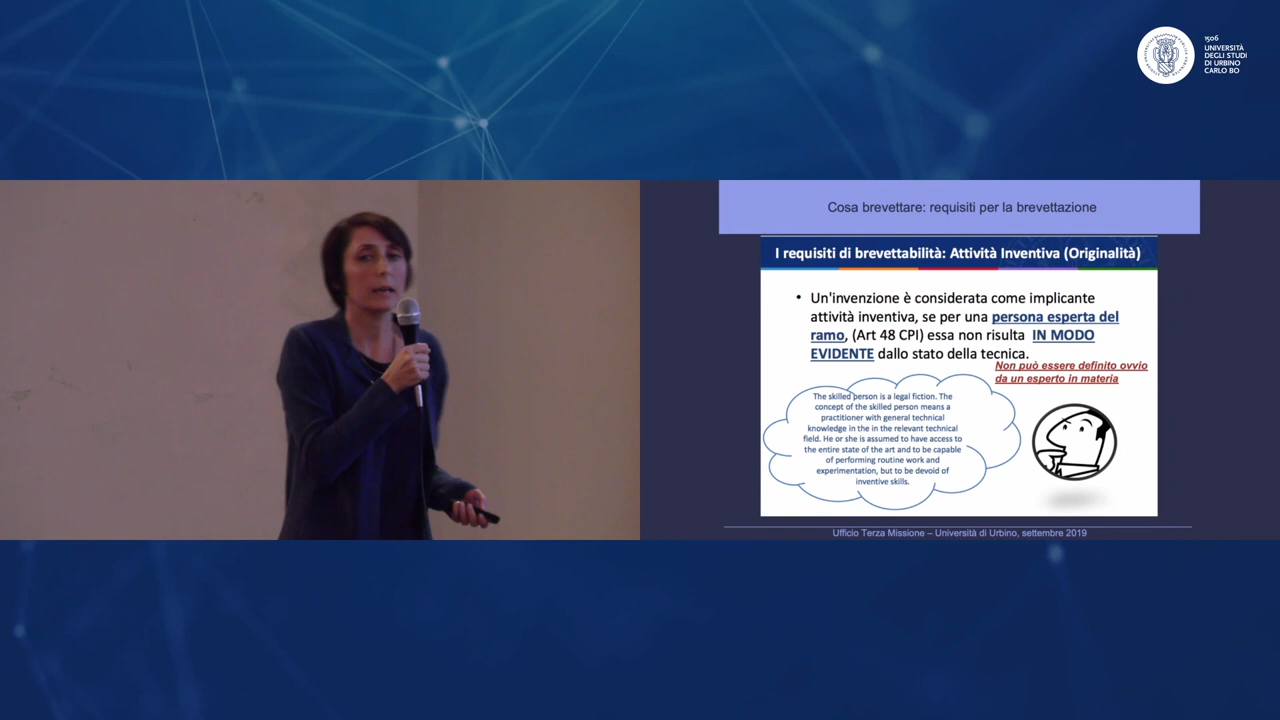 1506
UNIVERSITÀ
DEGLI STUDI
DI URBINO
CARLO BO
Cosa brevettare: requisiti per la brevettazione
I requisiti di brevettabilità: Attività Inventiva (Originalità)
• Un'invenzione è considerata come implicante
attività inventiva, se per una persona esperta del
ramo, (Art 48 CPI) essa non risulta IN MODO
EVIDENTE dallo stato della tecnica.
Non può essere definito ovvio
da un esperto in materia
The skilled person is a legal fiction. The
concept of the skilled person means a
practitioner with general technical
knowledge in the in the relevant technical
field. He or she is assumed to have access to
the entire state of the art and to be capable
of performing routine work and
experimentation, but to be devoid of
inventive skills.
Ufficio Terza Missione – Università di Urbino, settembre 2019